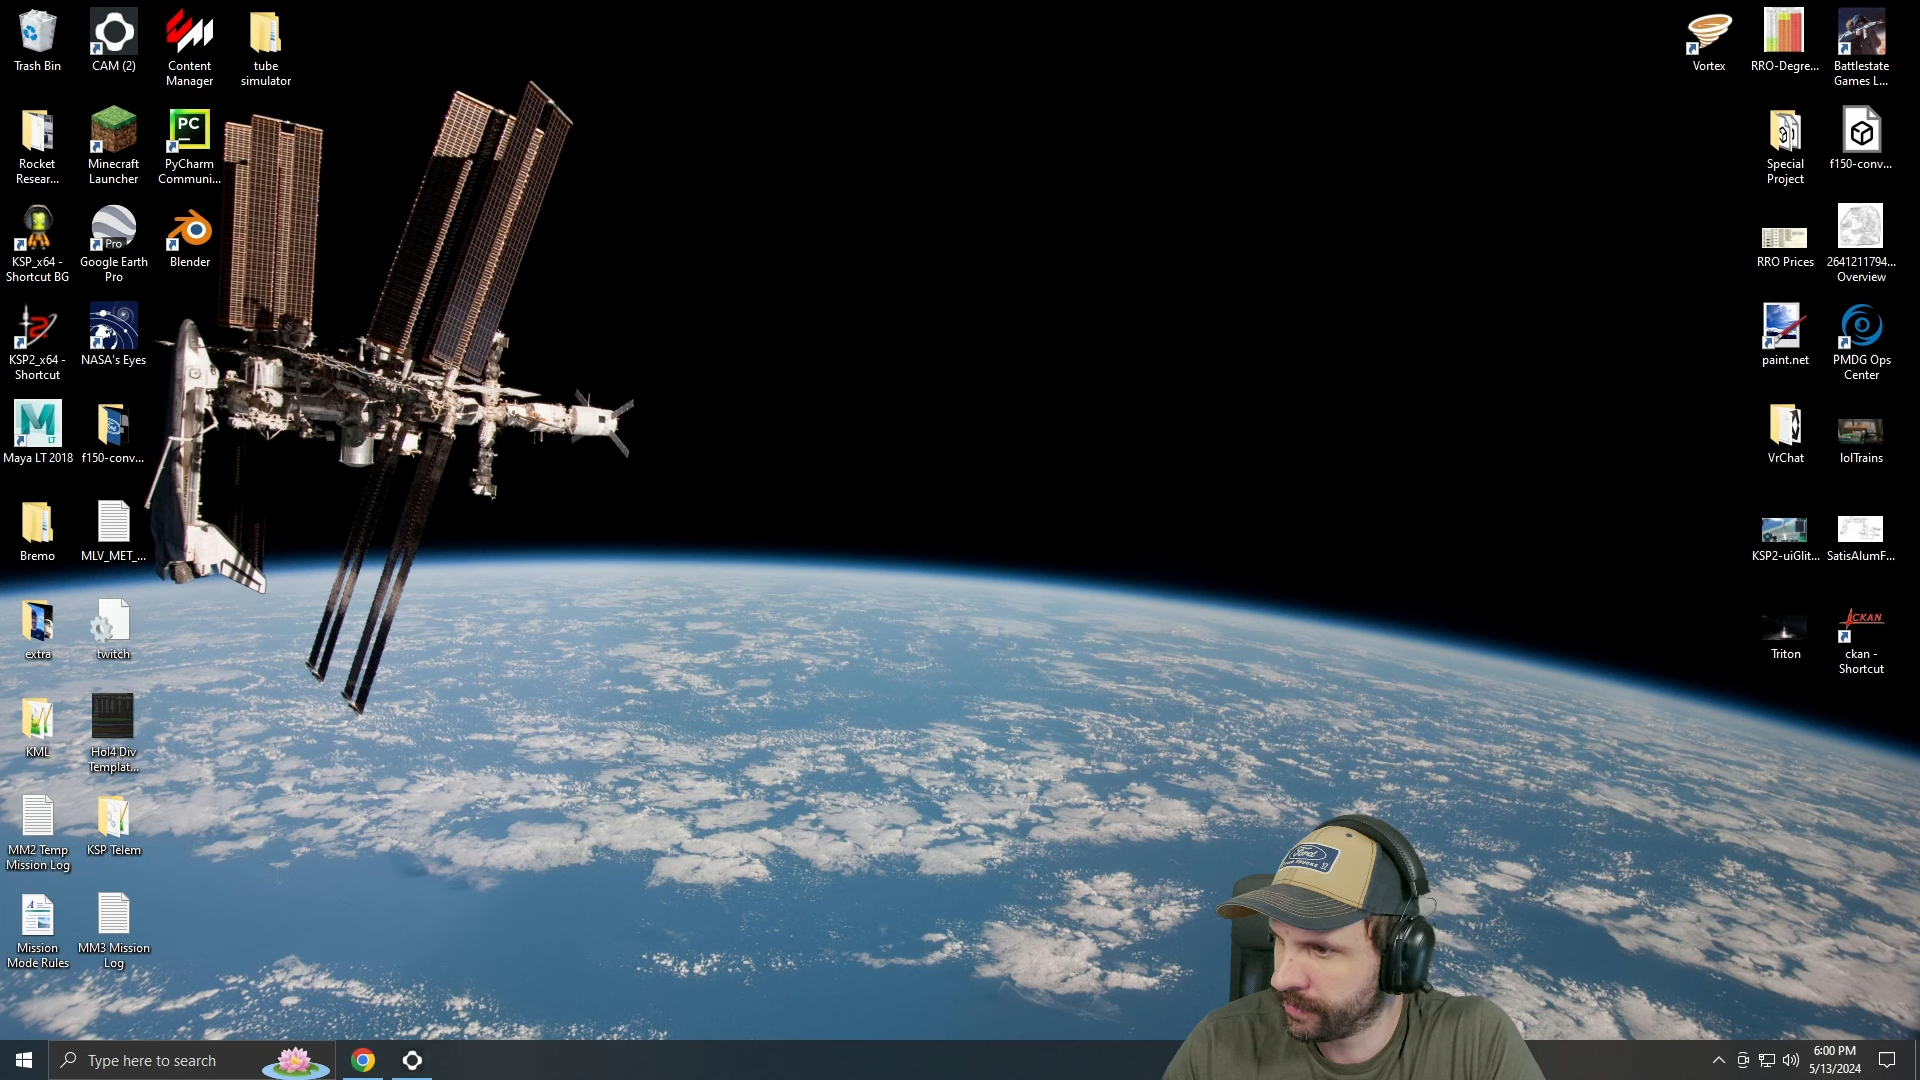 Trash Bin
CAM (2)
Content
Manager
tube
simulator
Rocket
Resear...
Minecraft
Launcher
PC
PyCharm
Communi...
KSP_x64 -
Shortcut BG
Pro
Google Earth
Pro
Blender
KSP2_x64 -
Shortcut
NASA's Eyes
LT
Maya LT 2018
f150-conv...
Bremo
MLV_MET_...
extra
twitch
KML
HoI4 Div
Templat...
MM2 Temp
Mission Log
KSP Telem
Mission
Mode Rules
MM3 Mission
Log
Vortex
RRO-Degre...
Battlestate
Games L...
Special
Project
f150-conv...
RRO Prices
2641211794...
Overview
paint.net
PMDG Ops
Center
VrChat
lolTrains
KSP2-uiGlit...
SatisAlumF...
Triton
CKAN
ckan -
Shortcut
Ford
Type here to search
6:00 PM
5/13/2024